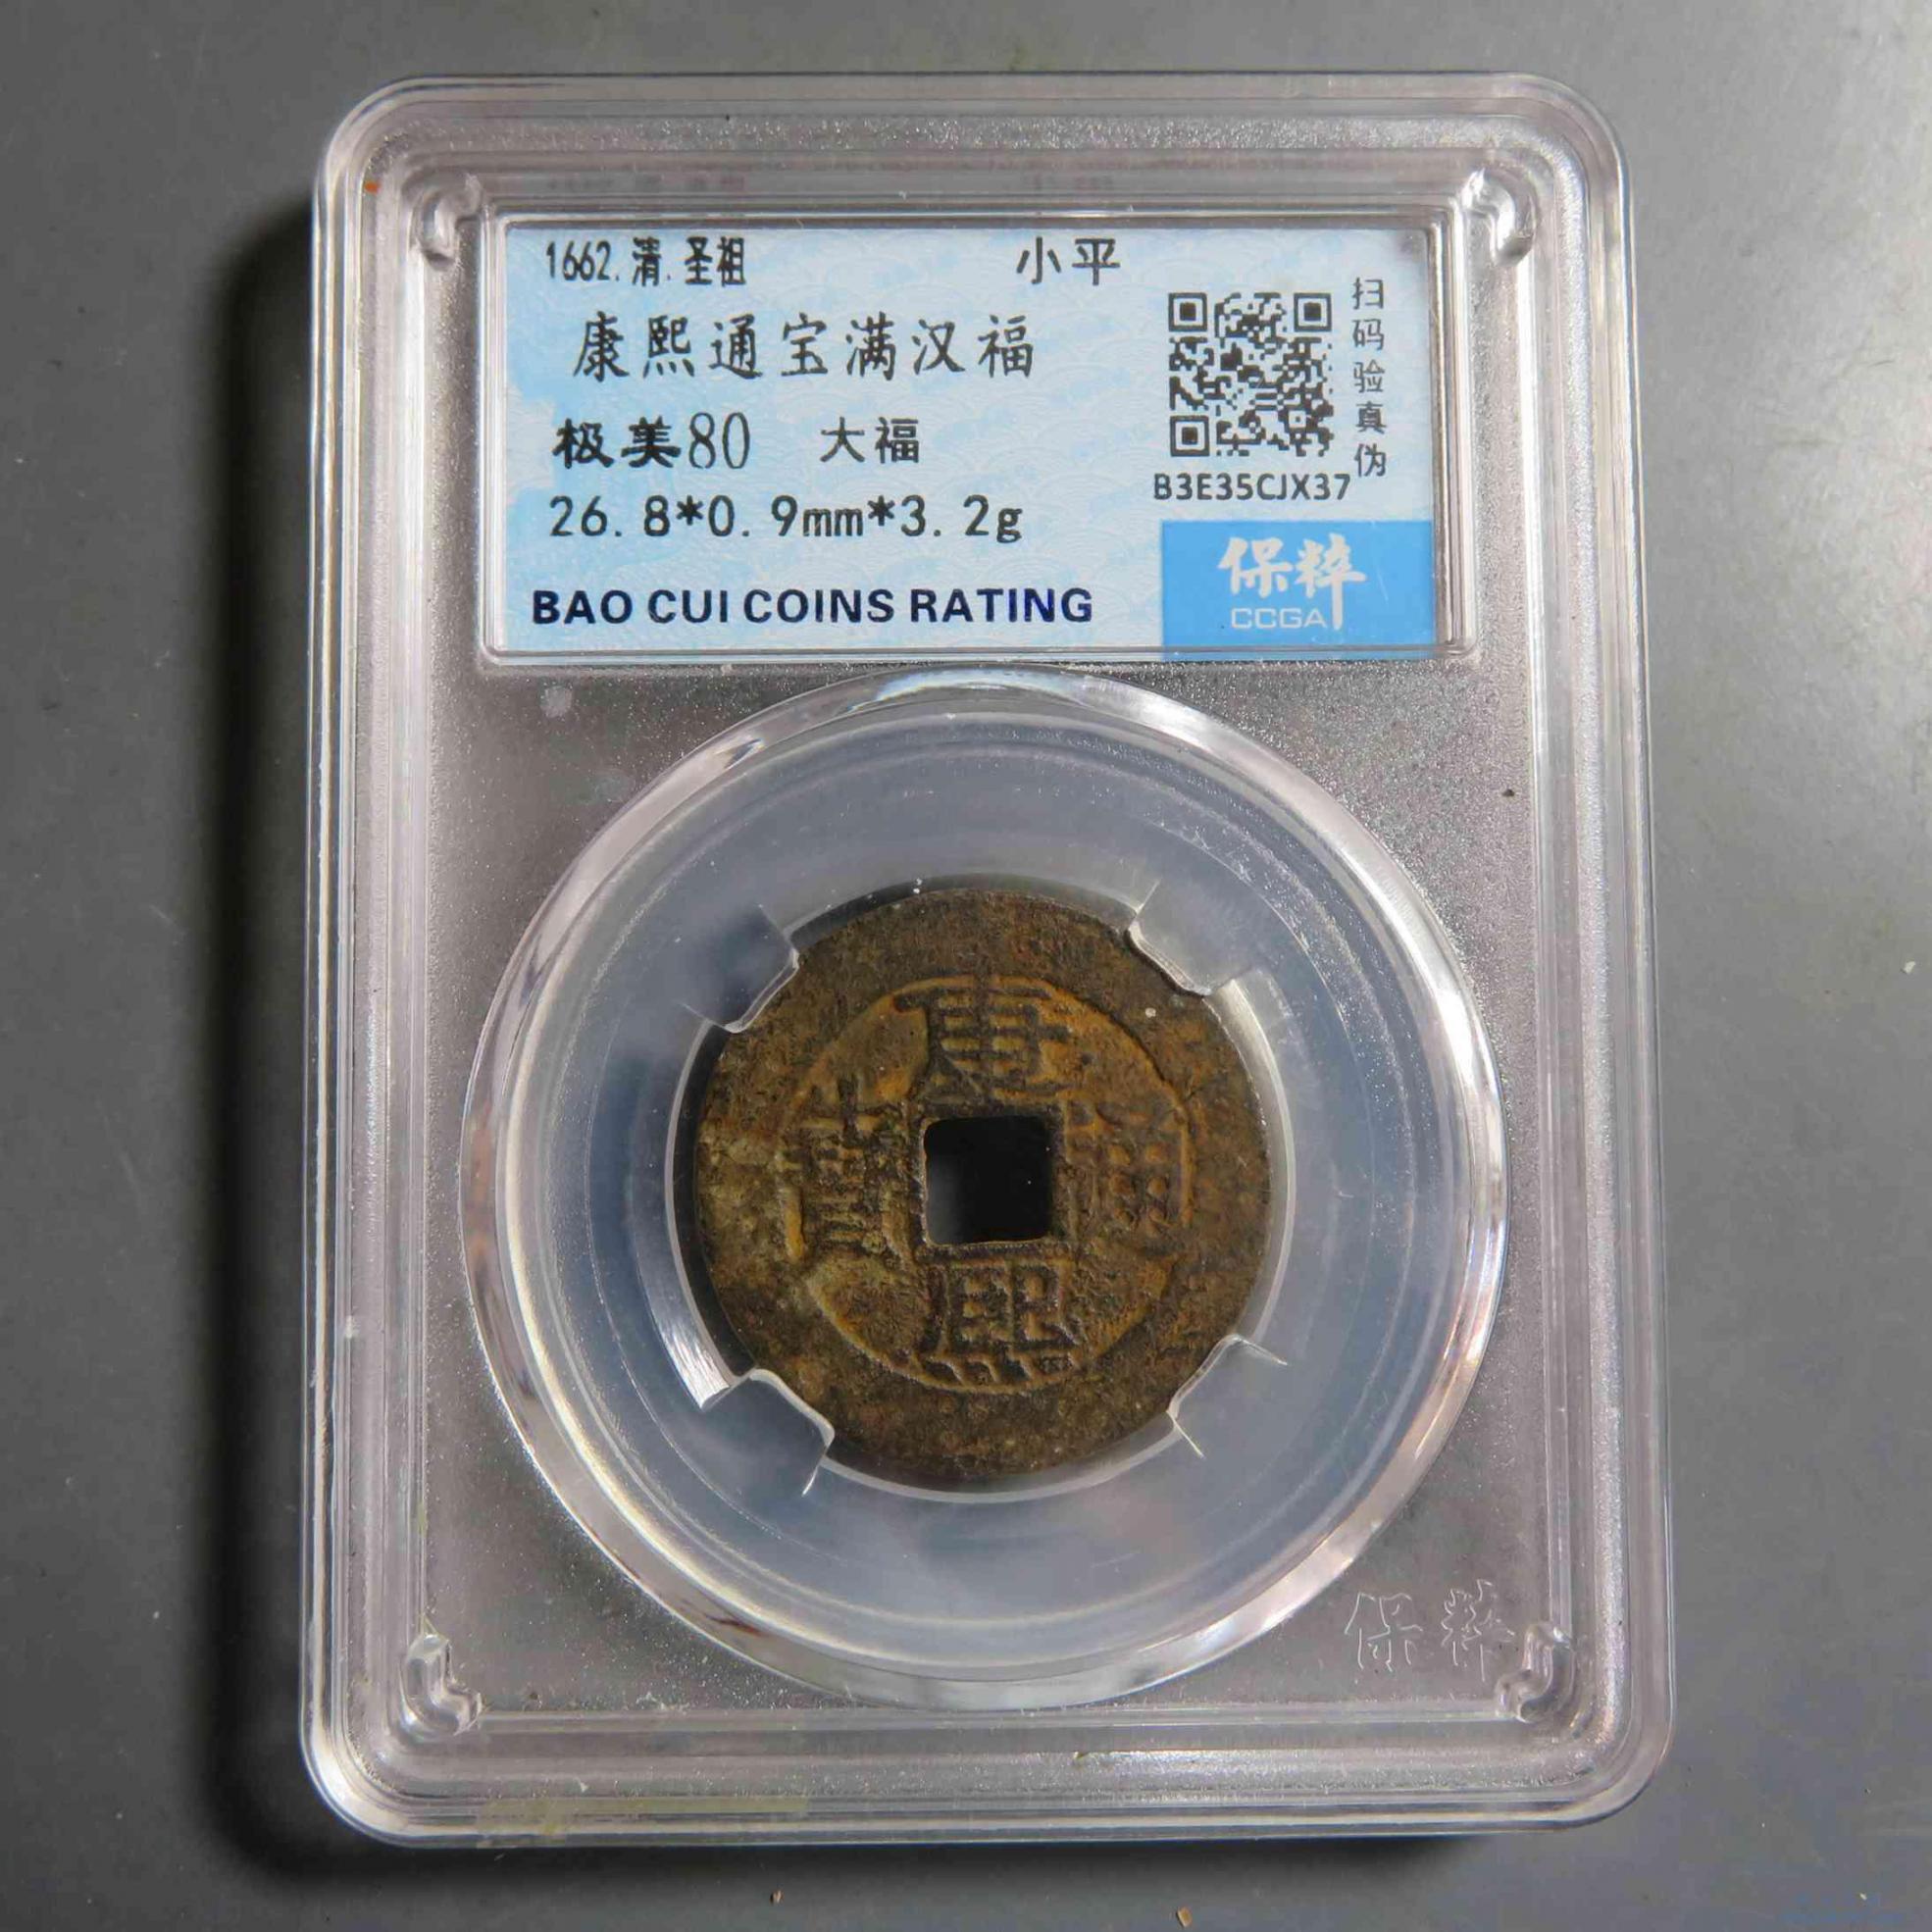 1662.清.圣祖 小平
康熙通宝满汉福
极美80 大福
26.8*0.9mm*3.2g
BAO CUI COINS RATING
扫码验真伪
B3E35CJX37
保粹
CCGA
康熙通寳
保粹